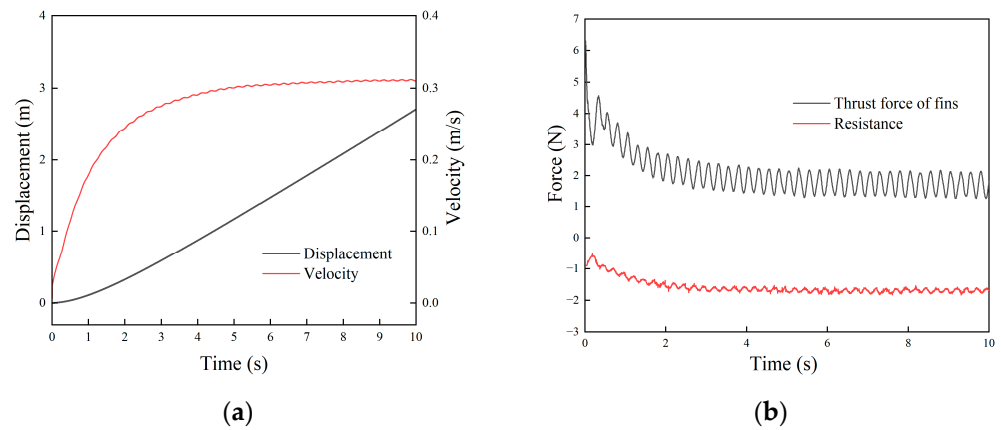 4
3
2
1
0
Displacement (m)
0.4
0.3
0.2
0.1
0.0
Velocity (m/s)
Displacement
Velocity
0 1 2 3 4 5 6 7 8 9 10
Time (s)
(a)
7
6
5
4
3
2
1
0
−1
−2
−3
Force (N)
Thrust force of fins
Resistance
0 2 4 6 8 10
Time (s)
(b)